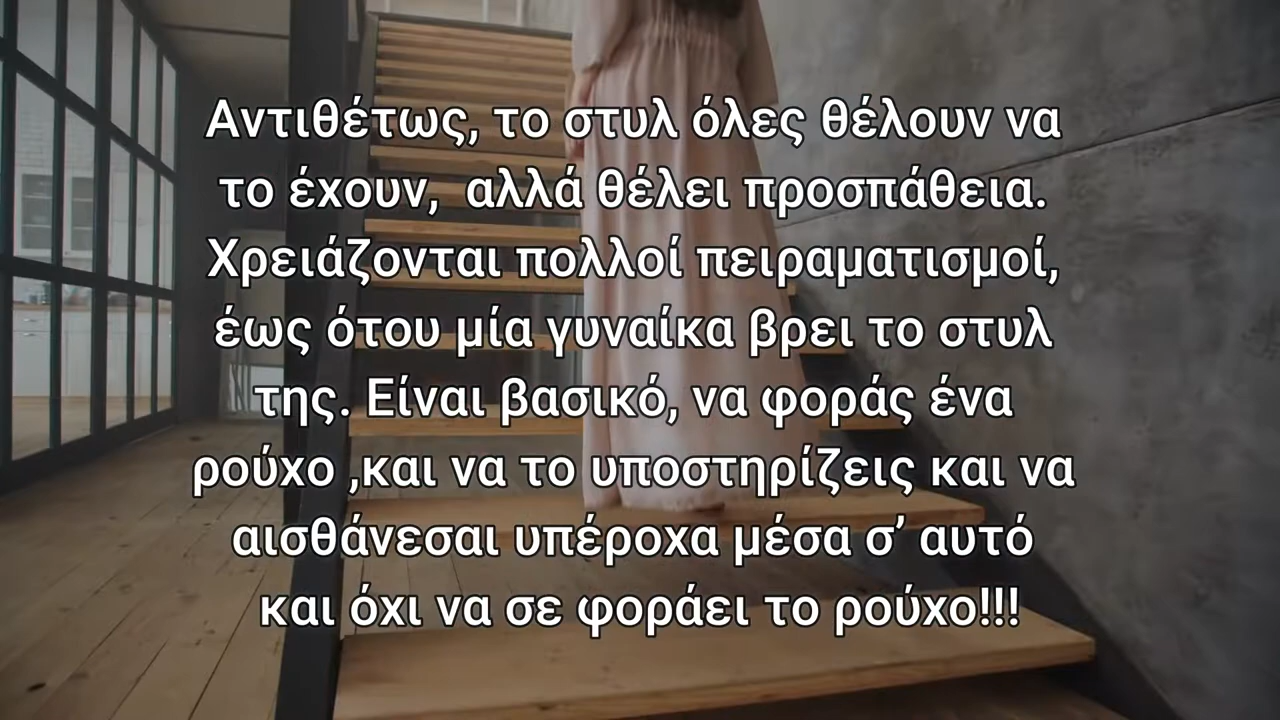 Αντιθέτως, το στυλ όλες θέλουν να
το έχουν,  αλλά θέλει προσπάθεια.
Χρειάζονται πολλοί πειραματισμοί,
έως ότου μία γυναίκα βρει το στυλ
της. Είναι βασικό, να φοράς ένα
ρούχο ,και να το υποστηρίζεις και να
αισθάνεσαι υπέροχα μέσα σ’ αυτό
και όχι να σε φοράει το ρούχο!!!